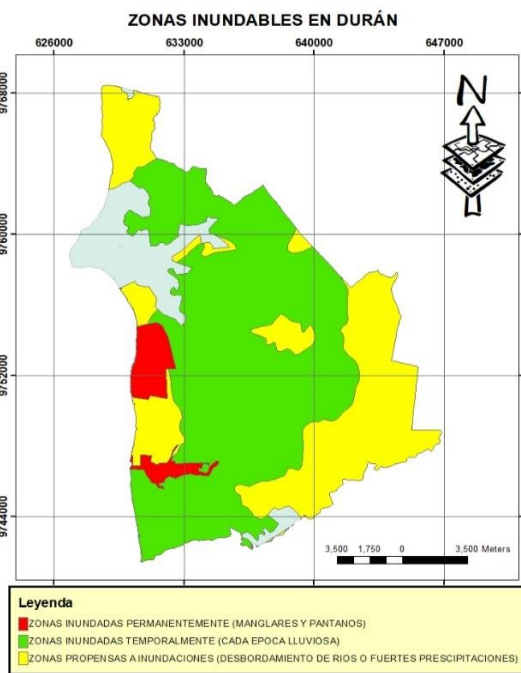 ZONAS INUNDABLES EN DURÁN
626000 633000 640000 647000
9768000
9760000
9752000
9744000
N
3,500 1,750 0 3,500 Meters
Leyenda
ZONAS INUNDADAS PERMANENTEMENTE (MANGLARES Y PANTANOS)
ZONAS INUNDADAS TEMPORALMENTE (CADA EPOCA LLUVIOSA)
ZONAS PROPENSAS A INUNDACIONES (DESBORDAMIENTO DE RIOS O FUERTES PRECIPITACIONES)